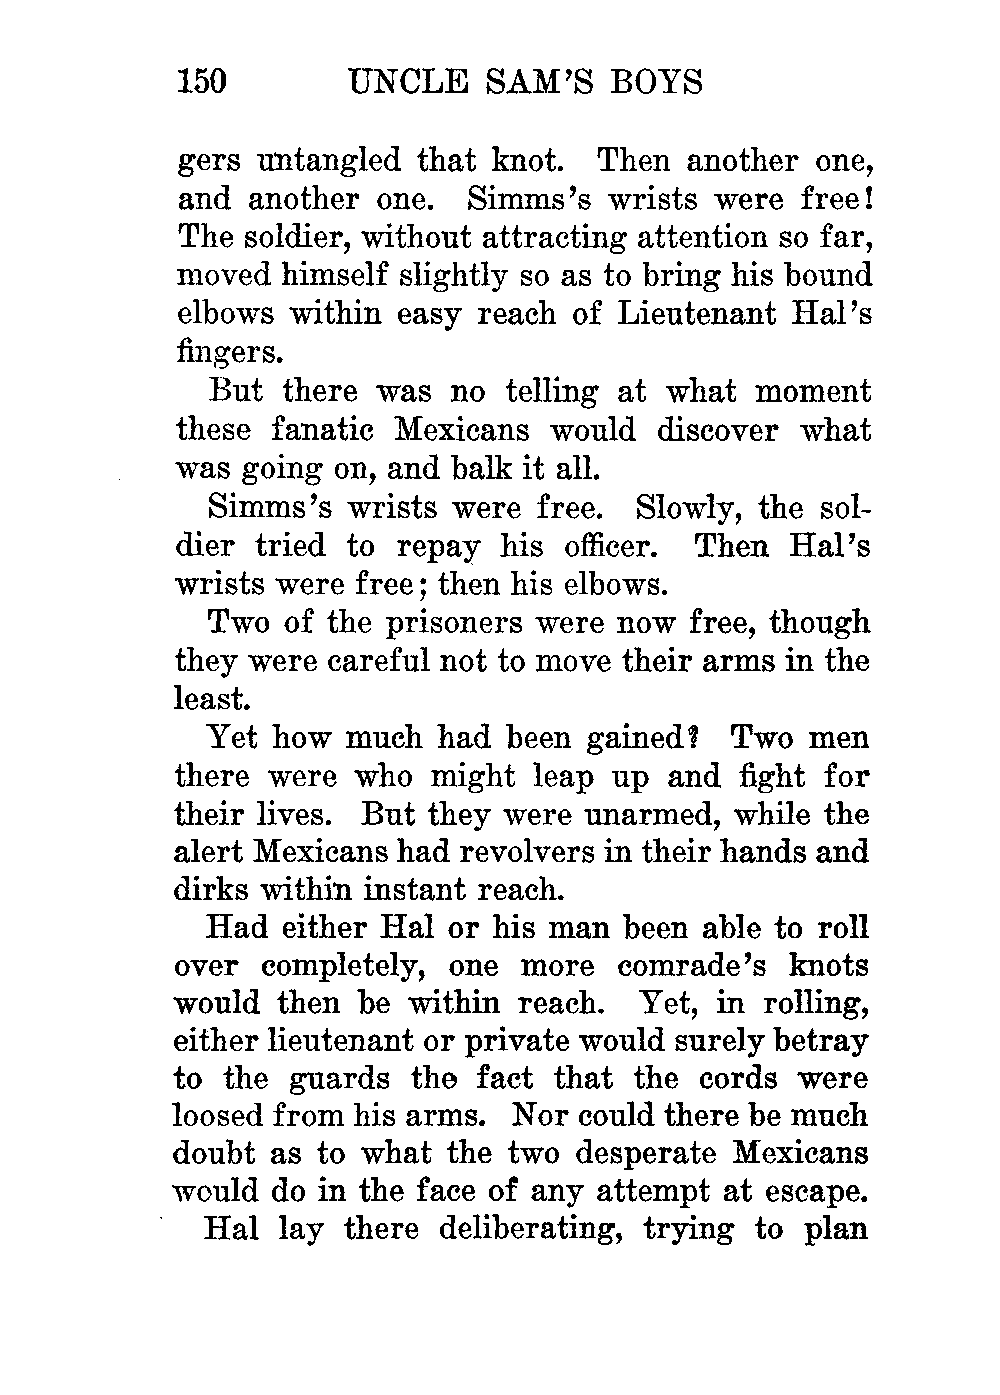 150 UNCLE SAM'S BOYS
gers untangled that knot. Then another one,
and another one. Simms's wrists were free!
The soldier, without attracting attention so far,
moved himself slightly so as to bring his bound
elbows within easy reach of Lieutenant Hal's
fingers.
But there was no telling at what moment
these fanatic Mexicans would discover what
was going on, and balk it all.
Simms's wrists were free. Slowly, the sol-
dier tried to repay his officer. Then Hal's
wrists were free; then his elbows.
Two of the prisoners were now free, though
they were careful not to move their arms in the
least.
Yet how much had been gained? Two men
there were who might leap up and fight for
their lives. But they were unarmed, while the
alert Mexicans had revolvers in their hands and
dirks within instant reach.
Had either Hal or his man been able to roll
over completely, one more comrade's knots
would then be within reach. Yet, in rolling,
either lieutenant or private would surely betray
to the guards the fact that the cords were
loosed from his arms. Nor could there be much
doubt as to what the two desperate Mexicans
would do in the face of any attempt at escape.
Hal lay there deliberating, trying to plan